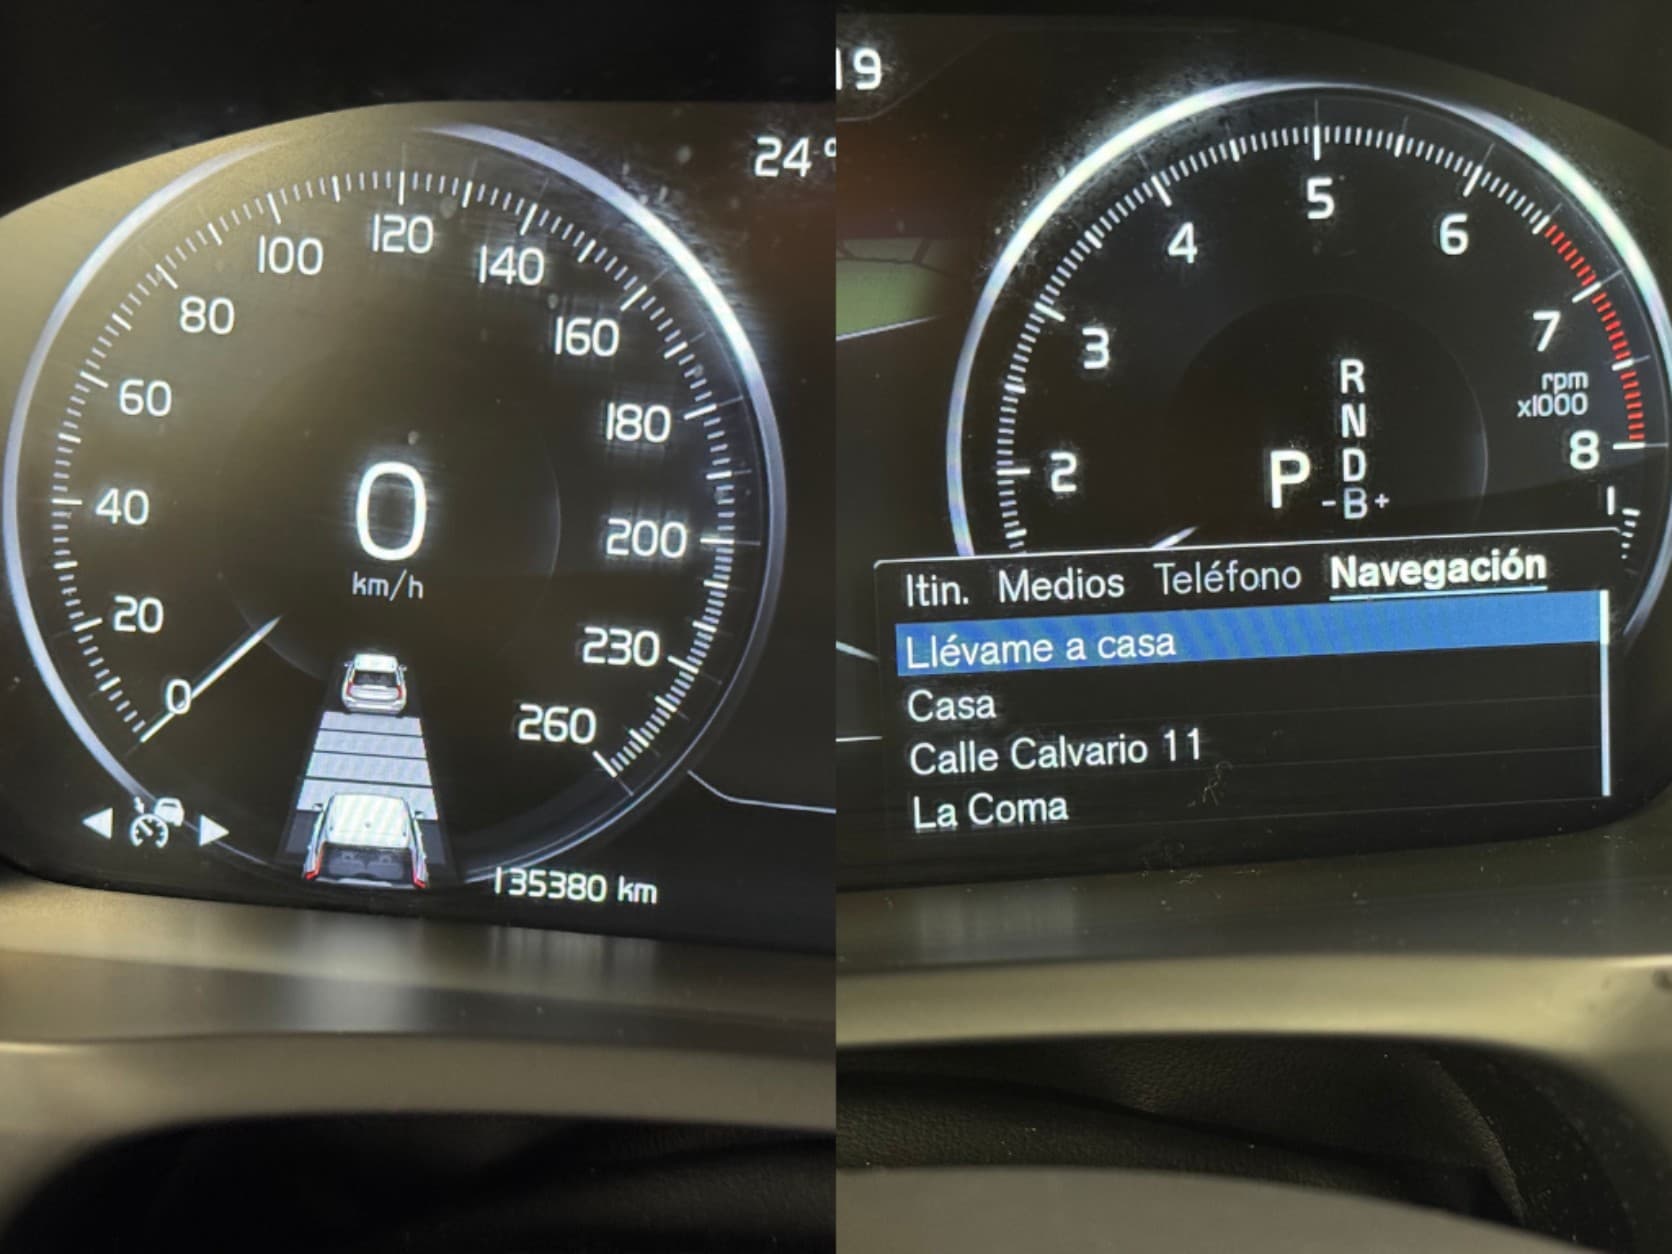 24°
100
120
140
80
160
60
180
0
km/h
40
200
20
230
0
260
135380 km
19
5
4
6
3
7
rpm
x1000
2
8
R
N
P D
-B+
Itin. Medios Teléfono Navegación
Llévame a casa
Casa
Calle Calvario 11
La Coma